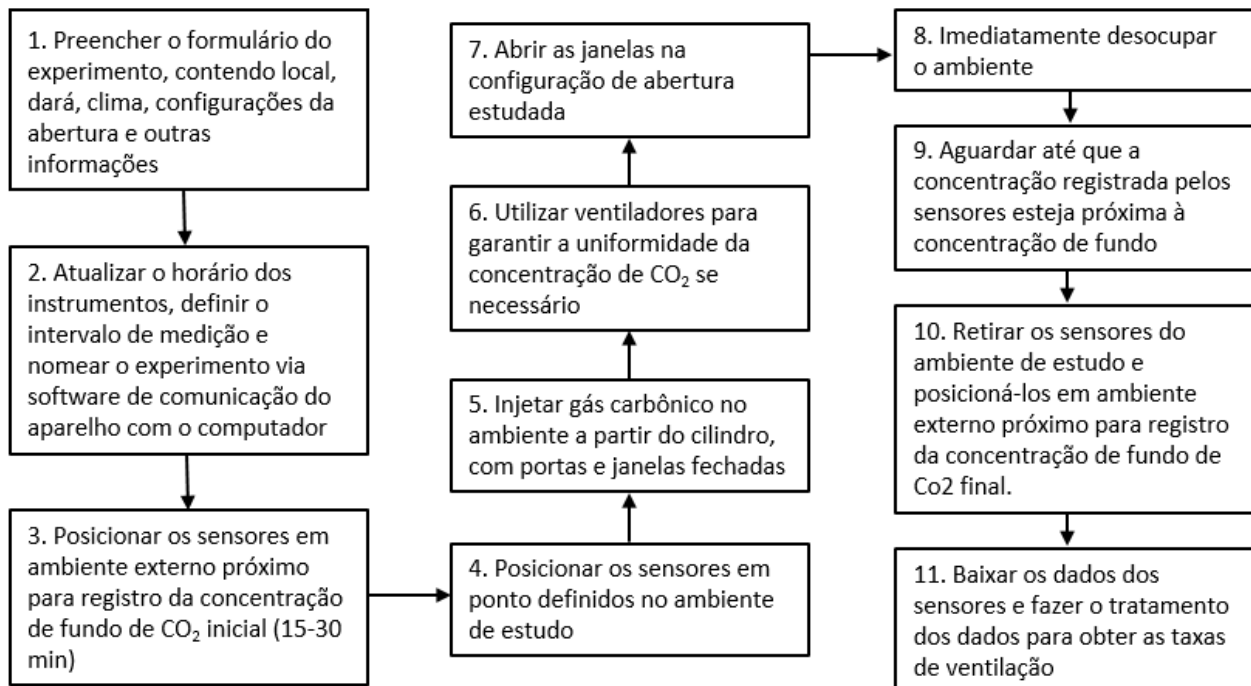 1. Preencher o formulário do
experimento, contendo local,
dará, clima, configurações da
abertura e outras
informações
2. Atualizar o horário dos
instrumentos, definir o
intervalo de medição e
nomear o experimento via
software de comunicação do
aparelho com o computador
3. Posicionar os sensores em
ambiente externo próximo
para registro da concentração
de fundo de CO₂ inicial (15-30
min)
4. Posicionar os sensores em
ponto definidos no ambiente
de estudo
5. Injetar gás carbônico no
ambiente a partir do cilindro,
com portas e janelas fechadas
6. Utilizar ventiladores para
garantir a uniformidade da
concentração de CO₂ se
necessário
7. Abrir as janelas na
configuração de abertura
estudada
8. Imediatamente desocupar
o ambiente
9. Aguardar até que a
concentração registrada pelos
sensores esteja próxima à
concentração de fundo
10. Retirar os sensores do
ambiente de estudo e
posicioná-los em ambiente
externo próximo para registro
da concentração de fundo de
Co2 final.
11. Baixar os dados dos
sensores e fazer o tratamento
dos dados para obter as taxas
de ventilação